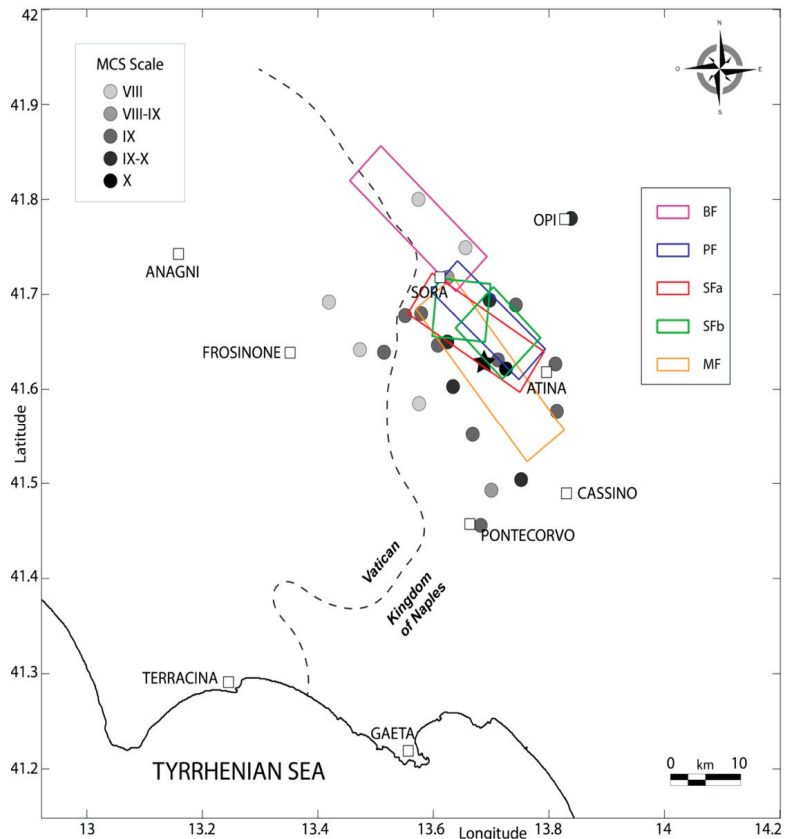 42
41.9
41.8
41.7
41.6
41.5
41.4
41.3
41.2
Latitude
MCS Scale
VIII
VIII-IX
IX
IX-X
X
N
O
E
S
BF
PF
SFa
SFb
MF
OPI
ANAGNI
SORA
FROSINONE
ATINA
CASSINO
PONTECORVO
Vatican
Kingdom
of Naples
TERRACINA
GAETA
TYRRHENIAN SEA
0 km 10
13
13.2
13.4
13.6
13.8
14
14.2
Longitude